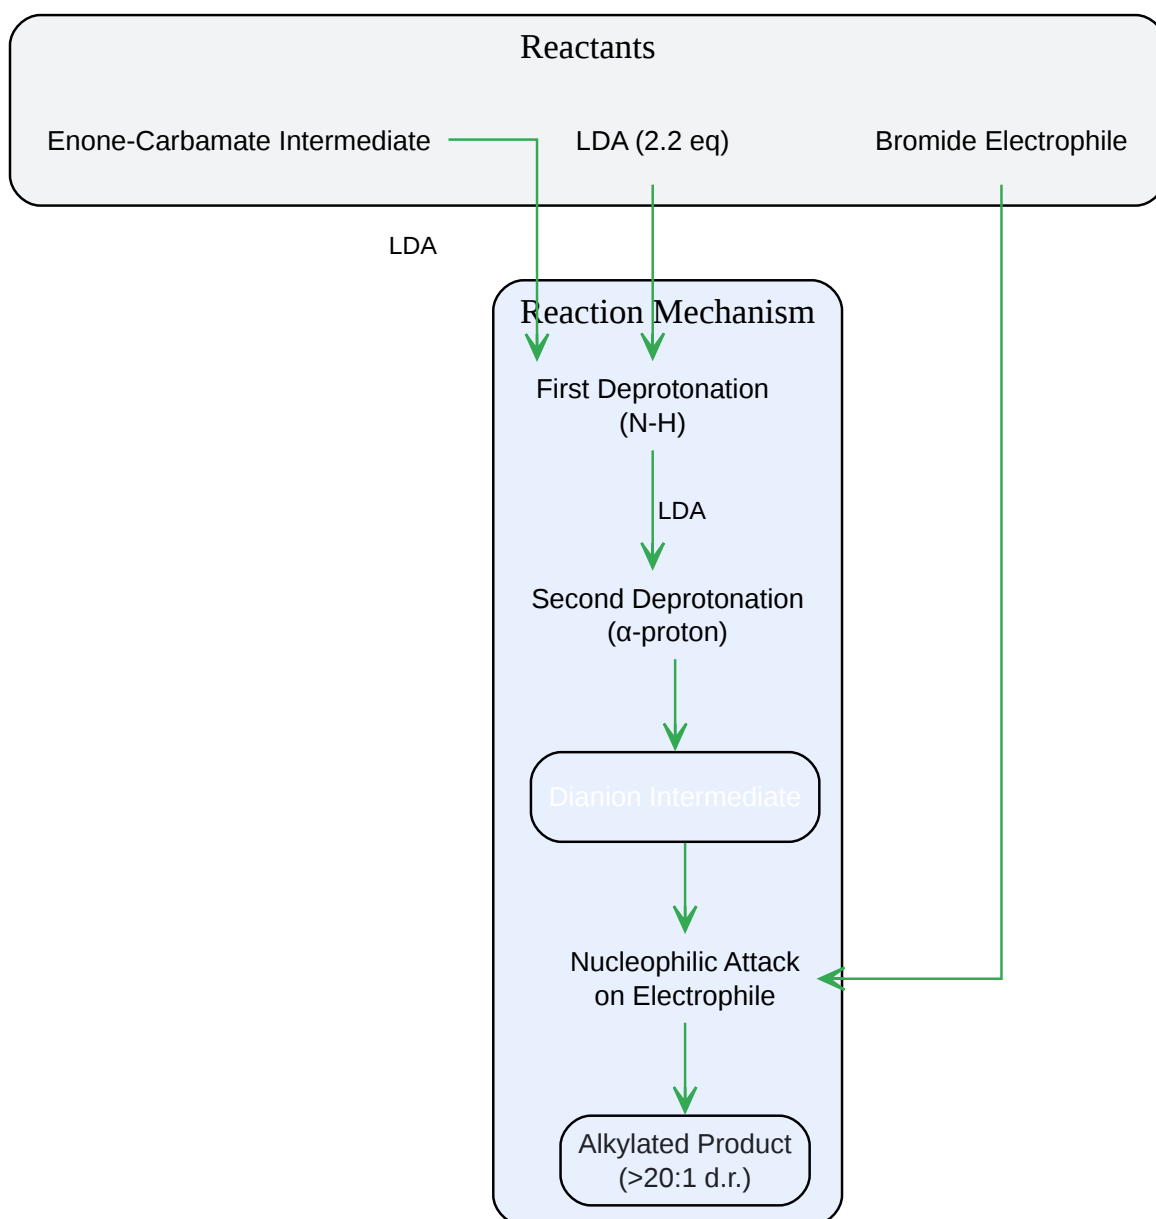 Reactants
Enone-Carbamate Intermediate
LDA (2.2 eq)
Bromide Electrophile
LDA
Reaction Mechanism
First Deprotonation
(N-H)
LDA
Second Deprotonation
(α-proton)
Dianion Intermediate
Nucleophilic Attack
on Electrophile
Alkylated Product
(>20:1 d.r.)